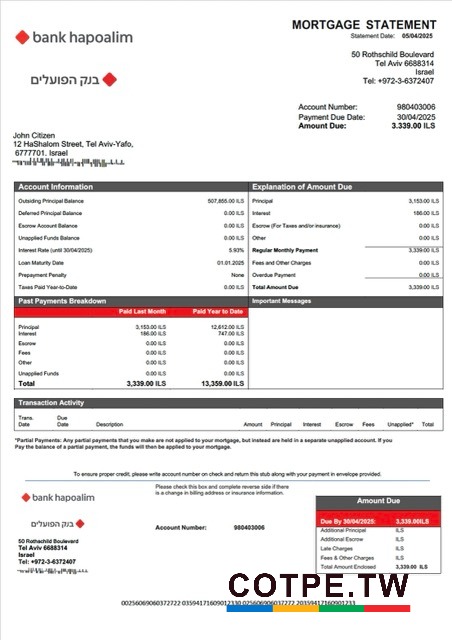 MORTGAGE STATEMENT
Statement Date: 05/04/2025
bank hapoalim
בנק הפועלים
50 Rothschild Boulevard
Tel Aviv 6688314
Israel
Tel: +972-3-6372407
Account Number: 980403006
Payment Due Date: 30/04/2025
Amount Due: 3.339.00 ILS
John Citizen
12 HaShalom Street, Tel Aviv-Yafo,
6777701. Israel
Account Information
Outsiding Principal Balance 507,855.00 ILS
Deferred Principal Balance 0.00 ILS
Escrow Account Balance 0.00 ILS
Unapplied Funds Balance 0.00 ILS
Interest Rate (until 30/04/2025) 5.93%
Loan Maturity Date 01.01.2025
Prepayment Penalty None
Taxes Paid Year-to-Date 0.00 ILS
Explanation of Amount Due
Principal 3,153.00 ILS
Interest 186.00 ILS
Escrow (For Taxes and/or insurance) 0.00 ILS
Other 0.00 ILS
Regular Monthly Payment 3,339.00 ILS
Fees and Other Charges 0.00 ILS
Overdue Payment 0.00 ILS
Total Amount Due 3,339.00 ILS
Past Payments Breakdown
Paid Last Month Paid Year to Date
Principal 3,153.00 ILS 12,612.00 ILS
Interest 186.00 ILS 747.00 ILS
Escrow 0.00 ILS 0.00 ILS
Fees 0.00 ILS 0.00 ILS
Other 0.00 ILS 0.00 ILS
Unapplied Funds 0.00 ILS 0.00 ILS
Total 3,339.00 ILS 13,359.00 ILS
Important Messages
Transaction Activity
Trans. Date Due Date Description Amount Principal Interest Escrow Fees Unapplied* Total
*Partial Payments: Any partial payments that you make are not applied to your mortgage, but instead are held in a separate unapplied account. If you
Pay the balance of a partial payment, the funds will then be applied to your mortgage.
To ensure proper credit, please write account number on check and return this stub along with your payment in envelope provided.
bank hapoalim
בנק הפועלים
50 Rothschild Boulevard
Tel Aviv 6688314
Israel
Tel: +972-3-6372407
Please check this box and complete reverse side if there
is a change in billing address or insurance information.
Account Number: 980403006
Amount Due
Due By 30/04/2025: 3,339.00ILS
Additional Principal ILS
Additional Escrow ILS
Late Charges ILS
Fees & Other Charges ILS
Total Amount Enclosed 3,339.00 ILS
COTPE.TW